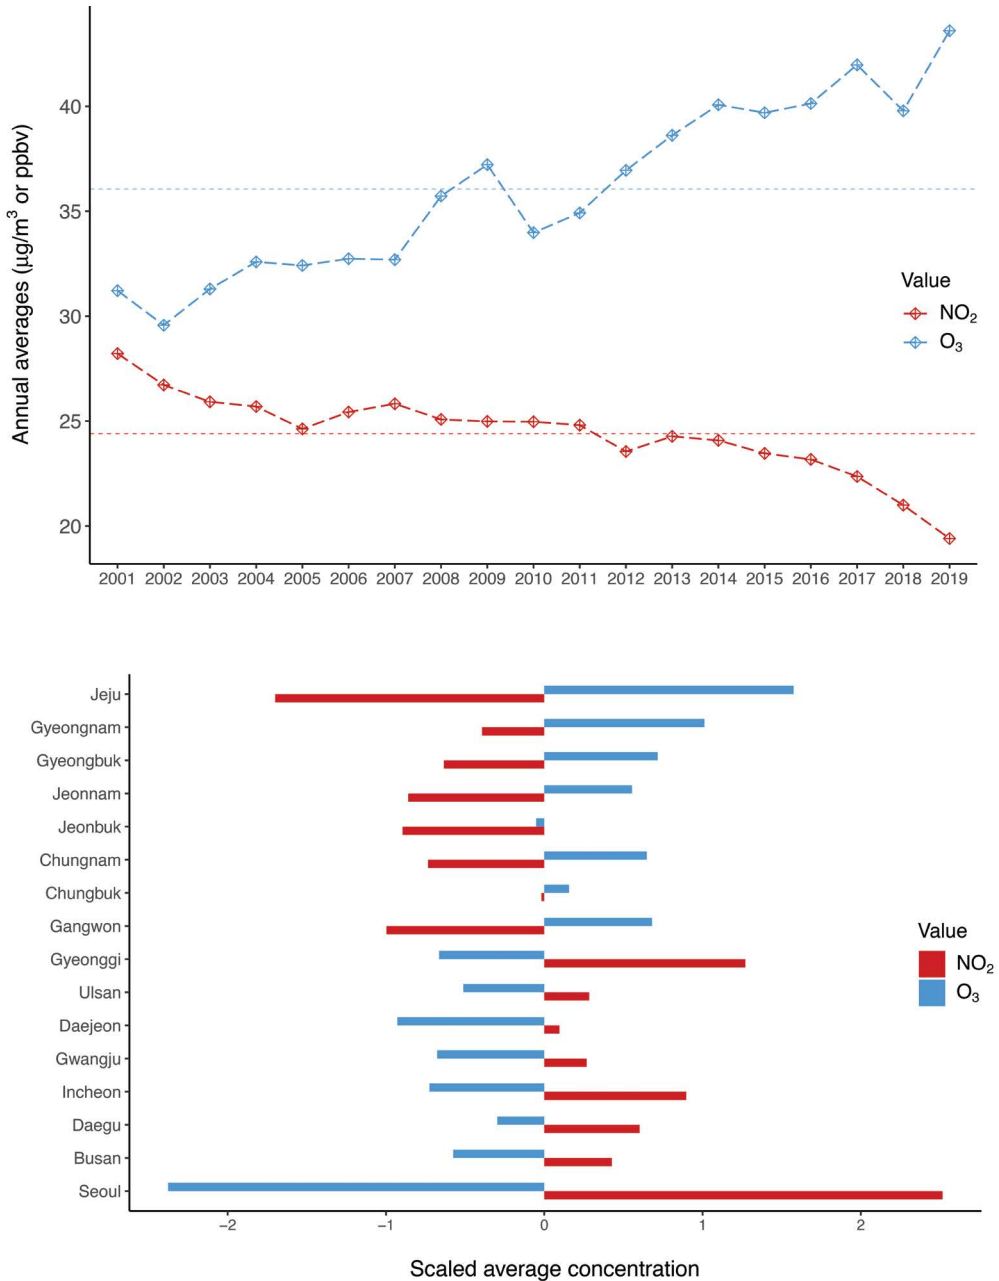 Annual averages (μg/m³ or ppbv)
40
35
30
25
20
Value
NO₂
O₃
2001 2002 2003 2004 2005 2006 2007 2008 2009 2010 2011 2012 2013 2014 2015 2016 2017 2018 2019
Jeju
Gyeongnam
Gyeongbuk
Jeonnam
Jeonbuk
Chungnam
Chungbuk
Gangwon
Gyeonggi
Ulsan
Daejeon
Gwangju
Incheon
Daegu
Busan
Seoul
Value
NO₂
O₃
−2 −1 0 1 2
Scaled average concentration